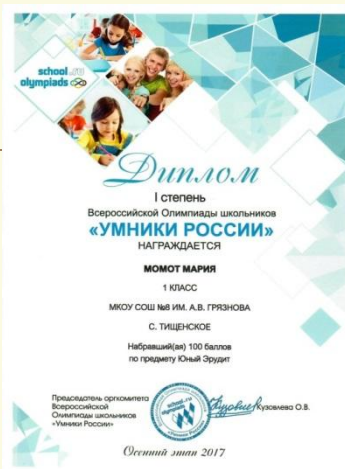 school.ru
olympiads
Диплом
I степень
Всероссийской Олимпиады школьников
«УМНИКИ РОССИИ»
НАГРАЖДАЕТСЯ
МОМОТ МАРИЯ
1 КЛАСС
МКОУ СОШ №8 ИМ. А.В. ГРЯЗНОВА
С. ТИЩЕНСКОЕ
Набравший(ая) 100 баллов
по предмету Юный Эрудит
Председатель оргкомитета
Всероссийской
Олимпиады школьников
«Умники России»
Кузовлева О.В.
Осенний этап 2017